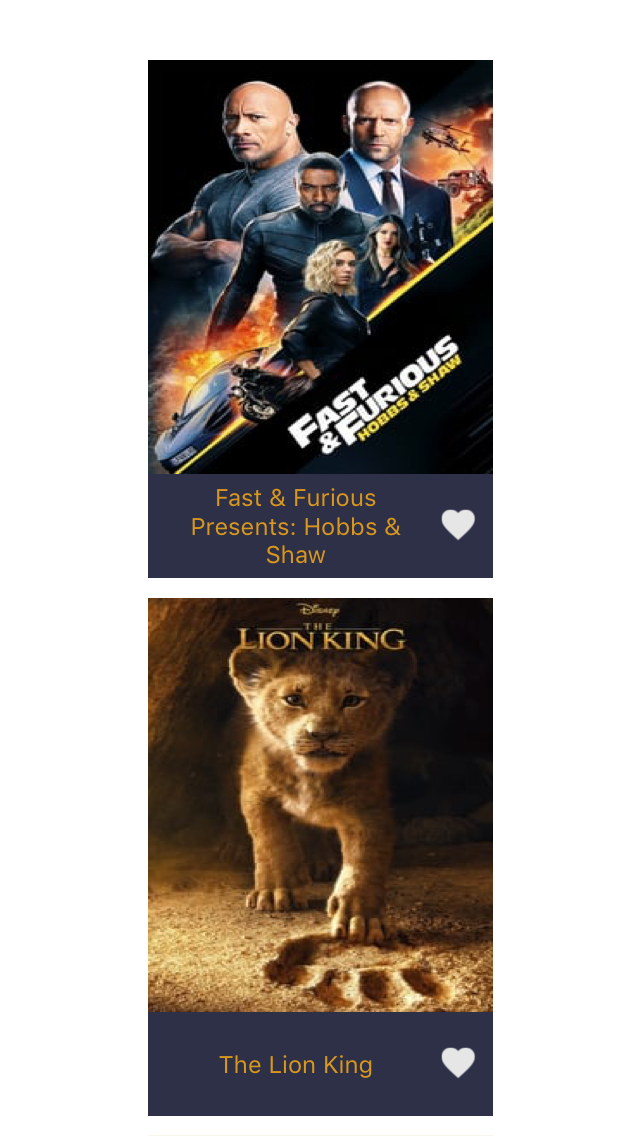 FAST
& FURIOUS
HOBBS & SHAW
Fast & Furious
Presents: Hobbs &
Shaw
Disney
THE
LION KING
The Lion King